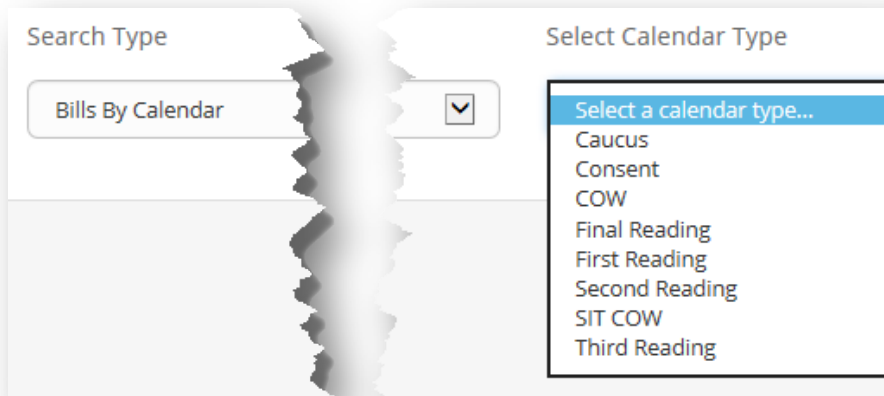 Search Type
Select Calendar Type
Bills By Calendar
Select a calendar type...
Caucus
Consent
COW
Final Reading
First Reading
Second Reading
SIT COW
Third Reading